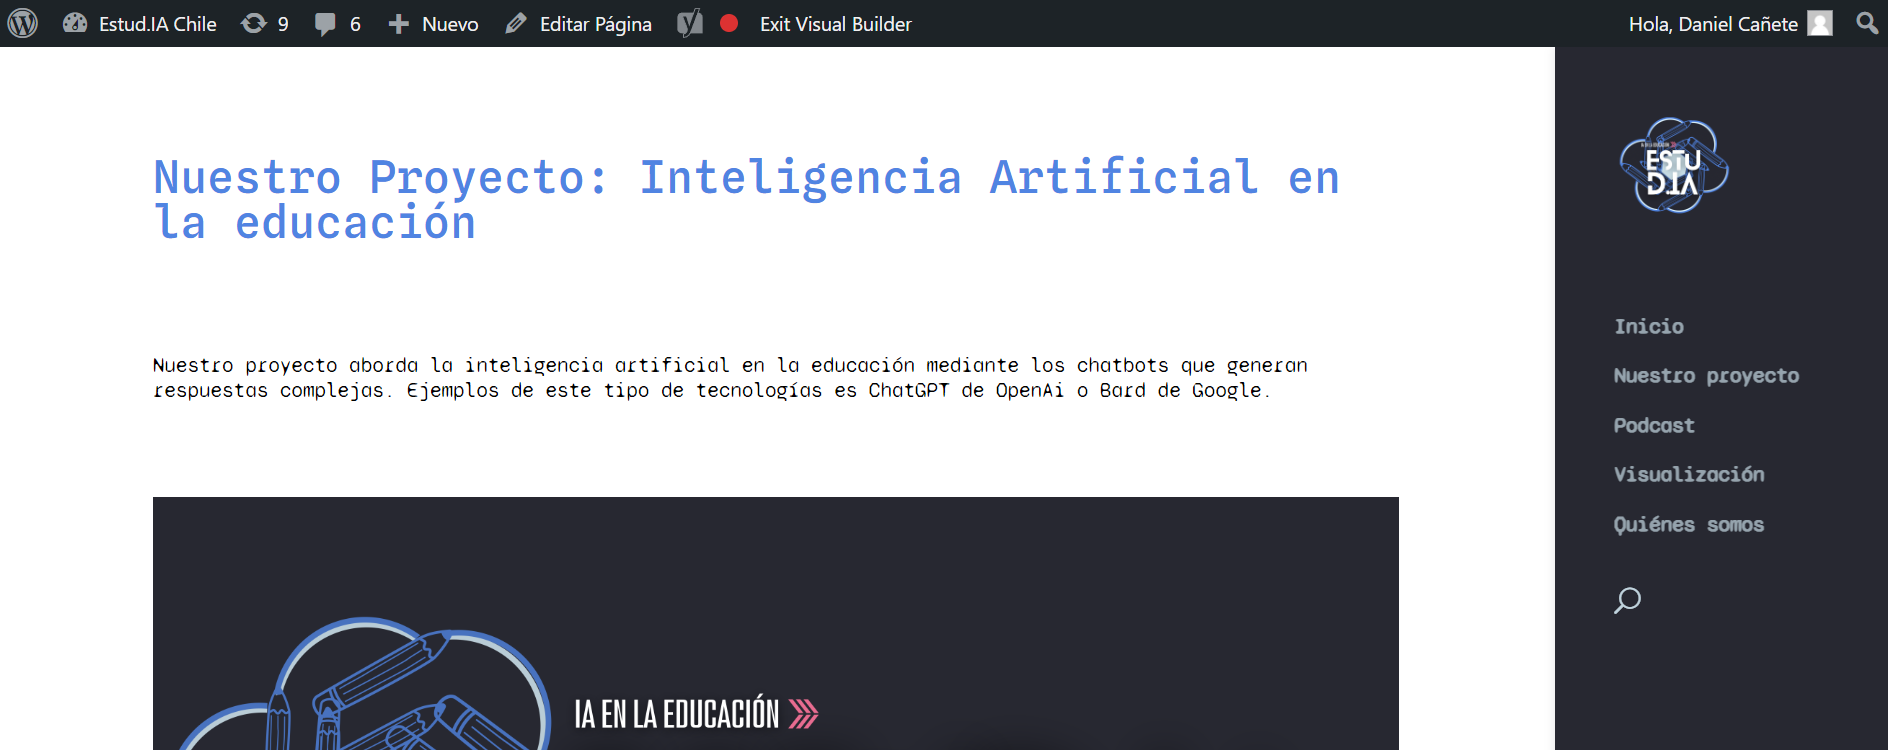 Estud.IA Chile 9 6 Nuevo Editar Página Exit Visual Builder Hola, Daniel Cañete
Nuestro Proyecto: Inteligencia Artificial en
la educación
Nuestro proyecto aborda la inteligencia artificial en la educación mediante los chatbots que generan
respuestas complejas. Ejemplos de este tipo de tecnologías es ChatGPT de OpenAi o Bard de Google.
IA EN LA EDUCACIÓN
ESTU
D.IA
Inicio
Nuestro proyecto
Podcast
Visualización
Quiénes somos